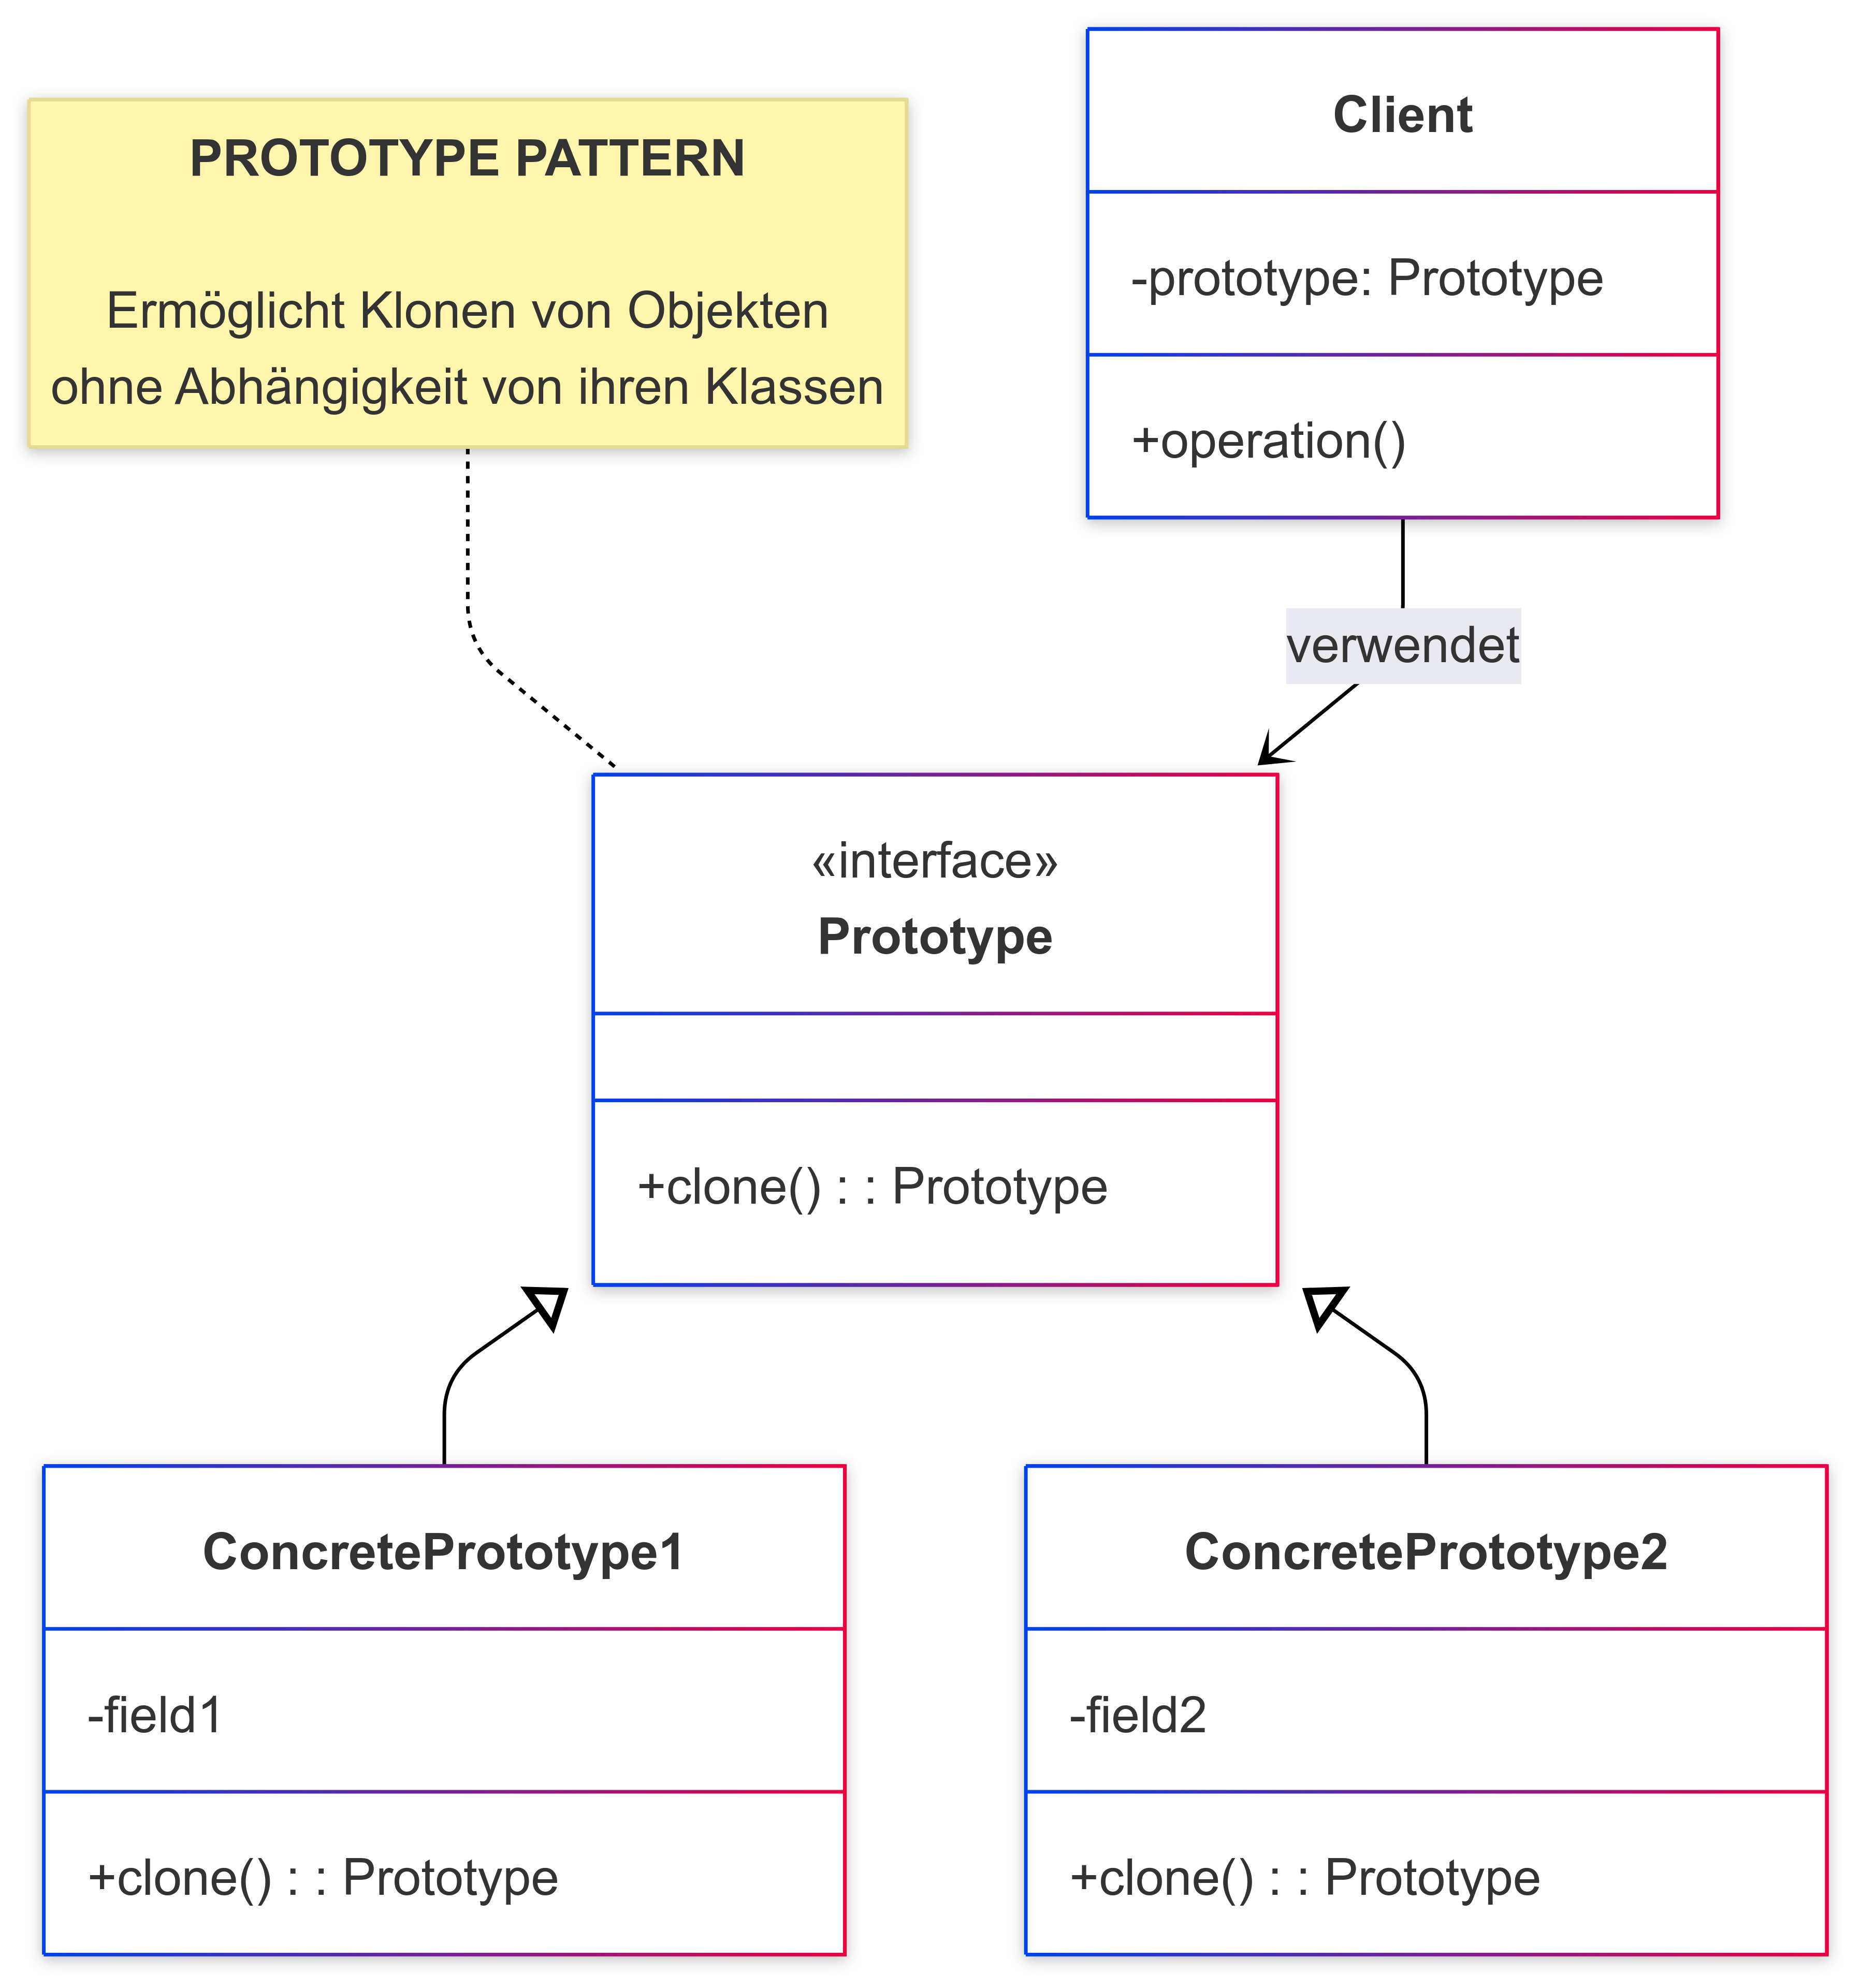 PROTOTYPE PATTERN
Ermöglicht Klonen von Objekten
ohne Abhängigkeit von ihren Klassen
Client
-prototype: Prototype
+operation()
verwendet
«interface»
Prototype
+clone() : : Prototype
ConcretePrototype1
-field1
+clone() : : Prototype
ConcretePrototype2
-field2
+clone() : : Prototype